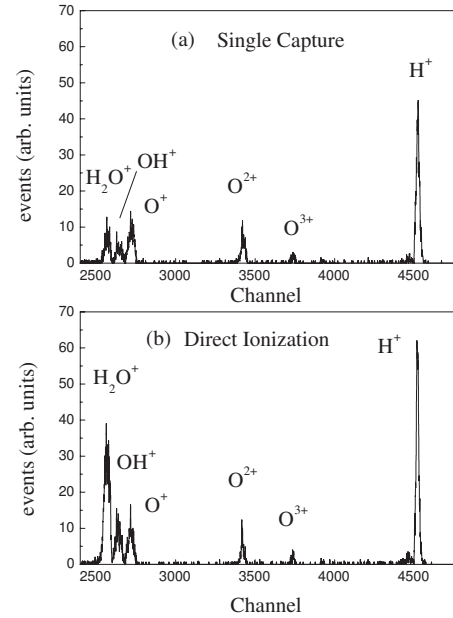 70
(a) Single Capture
H⁺
60
50
events (arb. units)
40
30
OH⁺
H₂O⁺
20
O⁺
O²⁺
O³⁺
10
0
2500 3000 3500 4000 4500
Channel
70
(b) Direct Ionization
H⁺
60
H₂O⁺
50
events (arb. units)
40
OH⁺
30
O⁺
O²⁺
20
O³⁺
10
0
2500 3000 3500 4000 4500
Channel